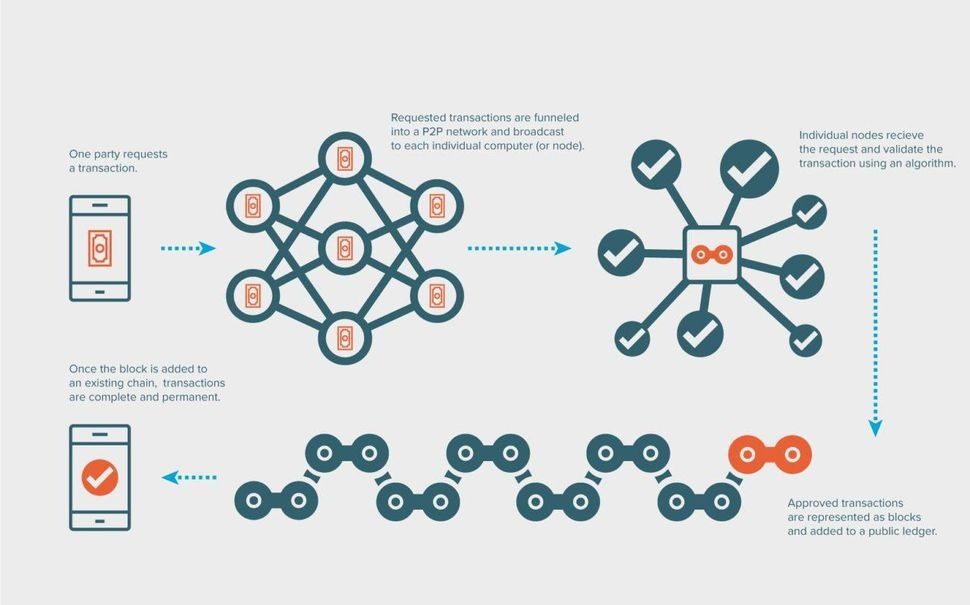 One party requests
a transaction.
Requested transactions are funneled
into a P2P network and broadcast
to each individual computer (or node).
Individual nodes recieve
the request and validate the
transaction using an algorithm.
Approved transactions
are represented as blocks
and added to a public ledger.
Once the block is added to
an existing chain, transactions
are complete and permanent.